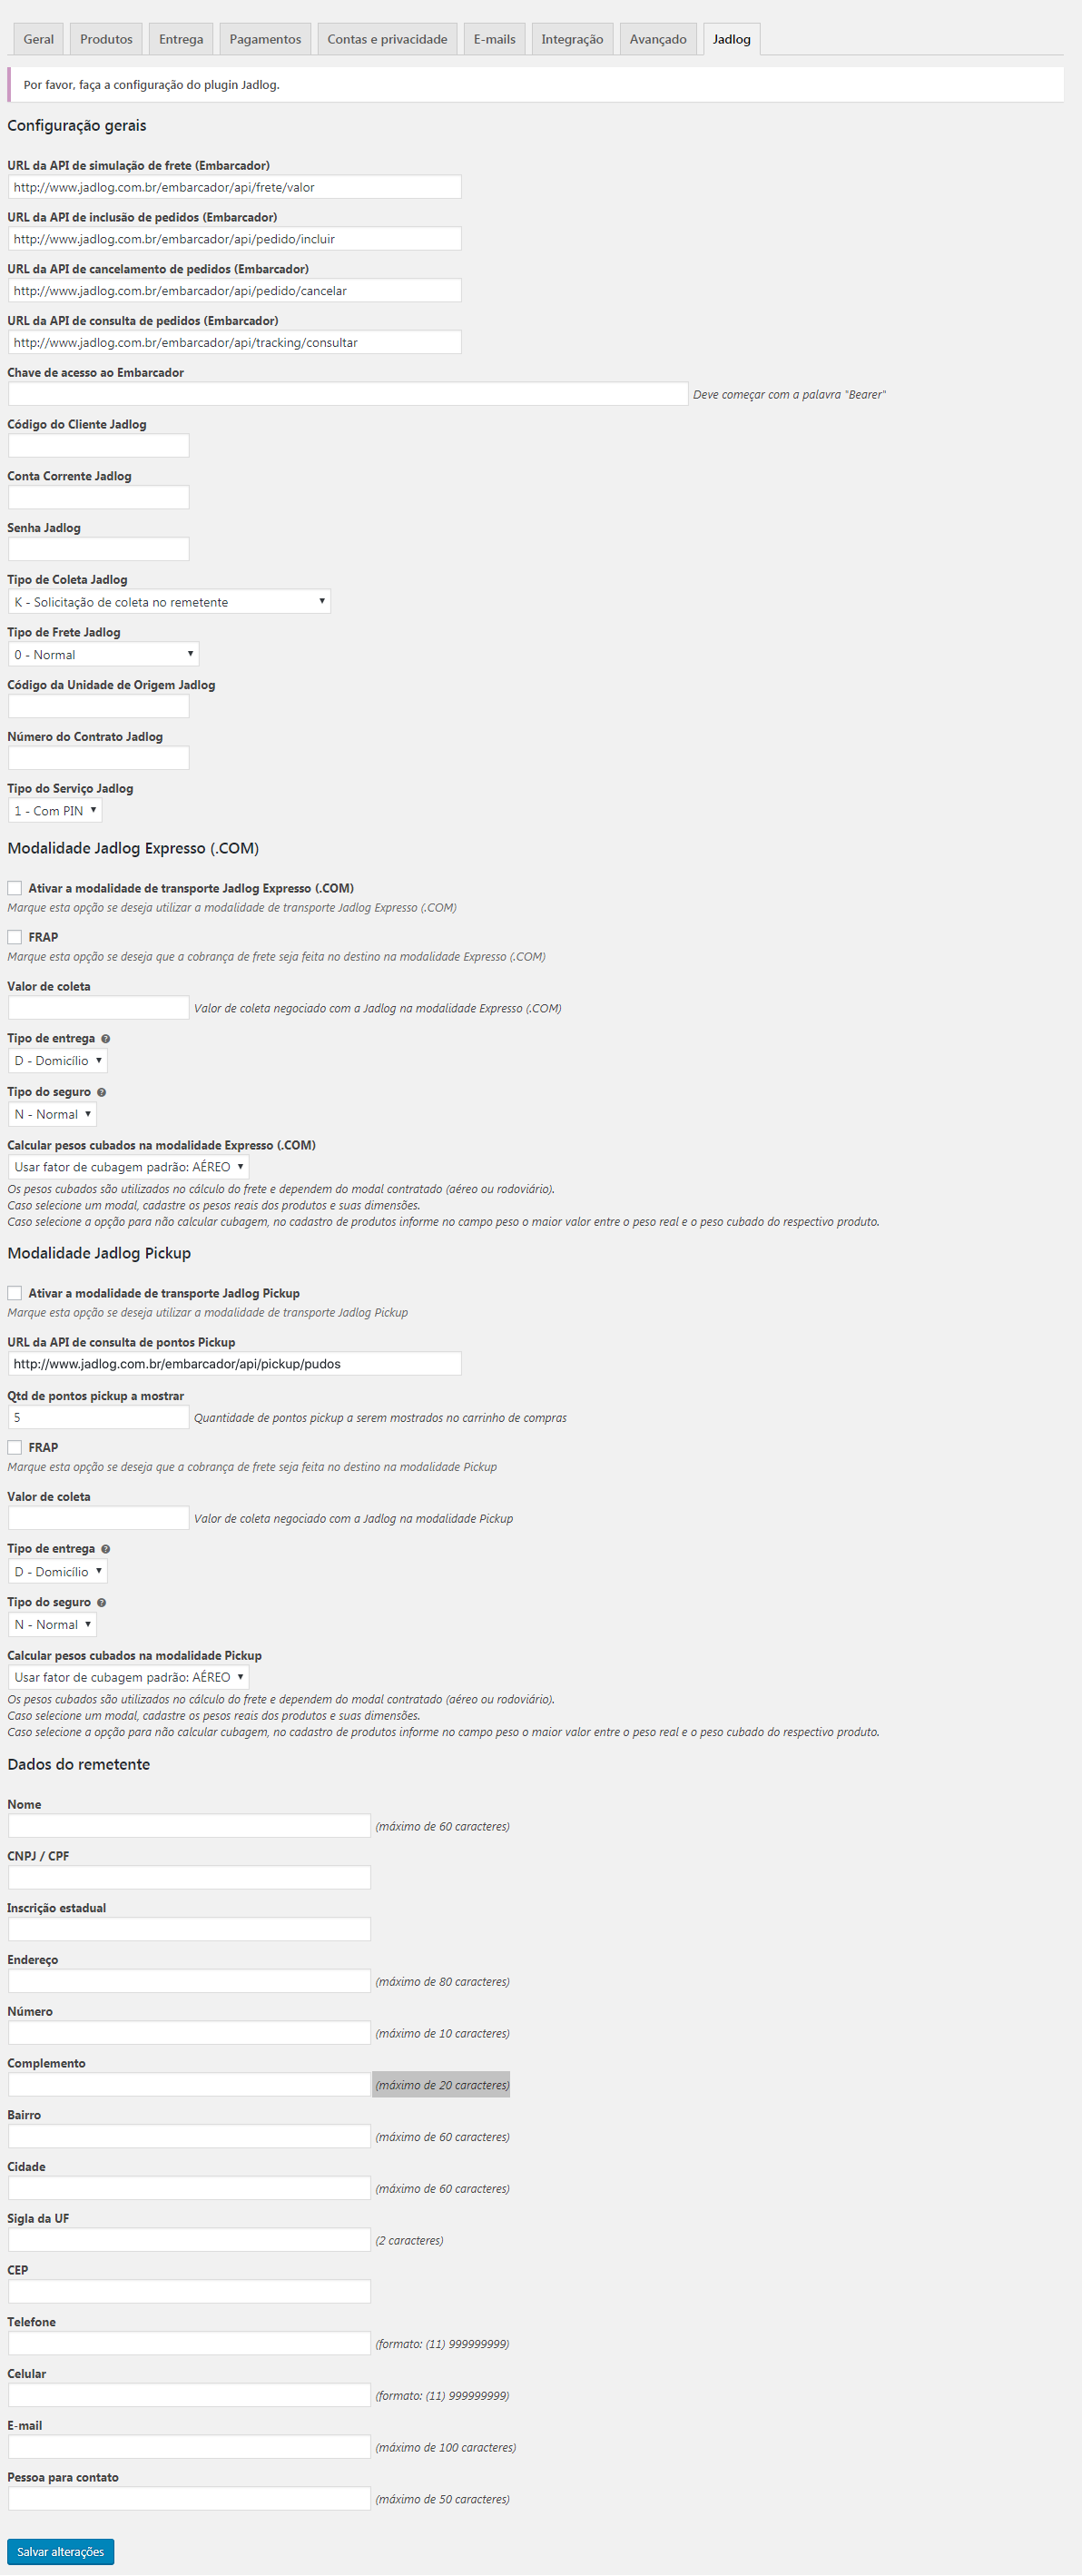 Geral Produtos Entrega Pagamentos Contas e privacidade E-mails Integração Avançado Jadlog
Por favor, faça a configuração do plugin Jadlog.
Configuração gerais
URL da API de simulação de frete (Embarcador)
http://www.jadlog.com.br/embarcador/api/frete/valor
URL da API de inclusão de pedidos (Embarcador)
http://www.jadlog.com.br/embarcador/api/pedido/incluir
URL da API de cancelamento de pedidos (Embarcador)
http://www.jadlog.com.br/embarcador/api/pedido/cancelar
URL da API de consulta de pedidos (Embarcador)
http://www.jadlog.com.br/embarcador/api/tracking/consultar
Chave de acesso ao Embarcador
Deve começar com a palavra "Bearer"
Código do Cliente Jadlog
Conta Corrente Jadlog
Senha Jadlog
Tipo de Coleta Jadlog
K - Solicitação de coleta no remetente
Tipo de Frete Jadlog
0 - Normal
Código da Unidade de Origem Jadlog
Número do Contrato Jadlog
Tipo do Serviço Jadlog
1 - Com PIN
Modalidade Jadlog Expresso (.COM)
Ativar a modalidade de transporte Jadlog Expresso (.COM)
Marque esta opção se deseja utilizar a modalidade de transporte Jadlog Expresso (.COM)
FRAP
Marque esta opção se deseja que a cobrança de frete seja feita no destino na modalidade Expresso (.COM)
Valor de coleta
Valor de coleta negociado com a Jadlog na modalidade Expresso (.COM)
Tipo de entrega
D - Domicílio
Tipo do seguro
N - Normal
Calcular pesos cubados na modalidade Expresso (.COM)
Usar fator de cubagem padrão: AÉREO
Os pesos cubados são utilizados no cálculo do frete e dependem do modal contratado (aéreo ou rodoviário).
Caso selecione um modal, cadastre os pesos reais dos produtos e suas dimensões.
Caso selecione a opção para não calcular cubagem, no cadastro de produtos informe no campo peso o maior valor entre o peso real e o peso cubado do respectivo produto.
Modalidade Jadlog Pickup
Ativar a modalidade de transporte Jadlog Pickup
Marque esta opção se deseja utilizar a modalidade de transporte Jadlog Pickup
URL da API de consulta de pontos Pickup
http://www.jadlog.com.br/embarcador/api/pickup/pudos
Qtd de pontos pickup a mostrar
5 Quantidade de pontos pickup a serem mostrados no carrinho de compras
FRAP
Marque esta opção se deseja que a cobrança de frete seja feita no destino na modalidade Pickup
Valor de coleta
Valor de coleta negociado com a Jadlog na modalidade Pickup
Tipo de entrega
D - Domicílio
Tipo do seguro
N - Normal
Calcular pesos cubados na modalidade Pickup
Usar fator de cubagem padrão: AÉREO
Os pesos cubados são utilizados no cálculo do frete e dependem do modal contratado (aéreo ou rodoviário).
Caso selecione um modal, cadastre os pesos reais dos produtos e suas dimensões.
Caso selecione a opção para não calcular cubagem, no cadastro de produtos informe no campo peso o maior valor entre o peso real e o peso cubado do respectivo produto.
Dados do remetente
Nome
(máximo de 60 caracteres)
CNPJ / CPF
Inscrição estadual
Endereço
(máximo de 80 caracteres)
Número
(máximo de 10 caracteres)
Complemento
(máximo de 20 caracteres)
Bairro
(máximo de 60 caracteres)
Cidade
(máximo de 60 caracteres)
Sigla da UF
(2 caracteres)
CEP
Telefone
(formato: (11) 999999999)
Celular
(formato: (11) 999999999)
E-mail
(máximo de 100 caracteres)
Pessoa para contato
(máximo de 50 caracteres)
Salvar alterações